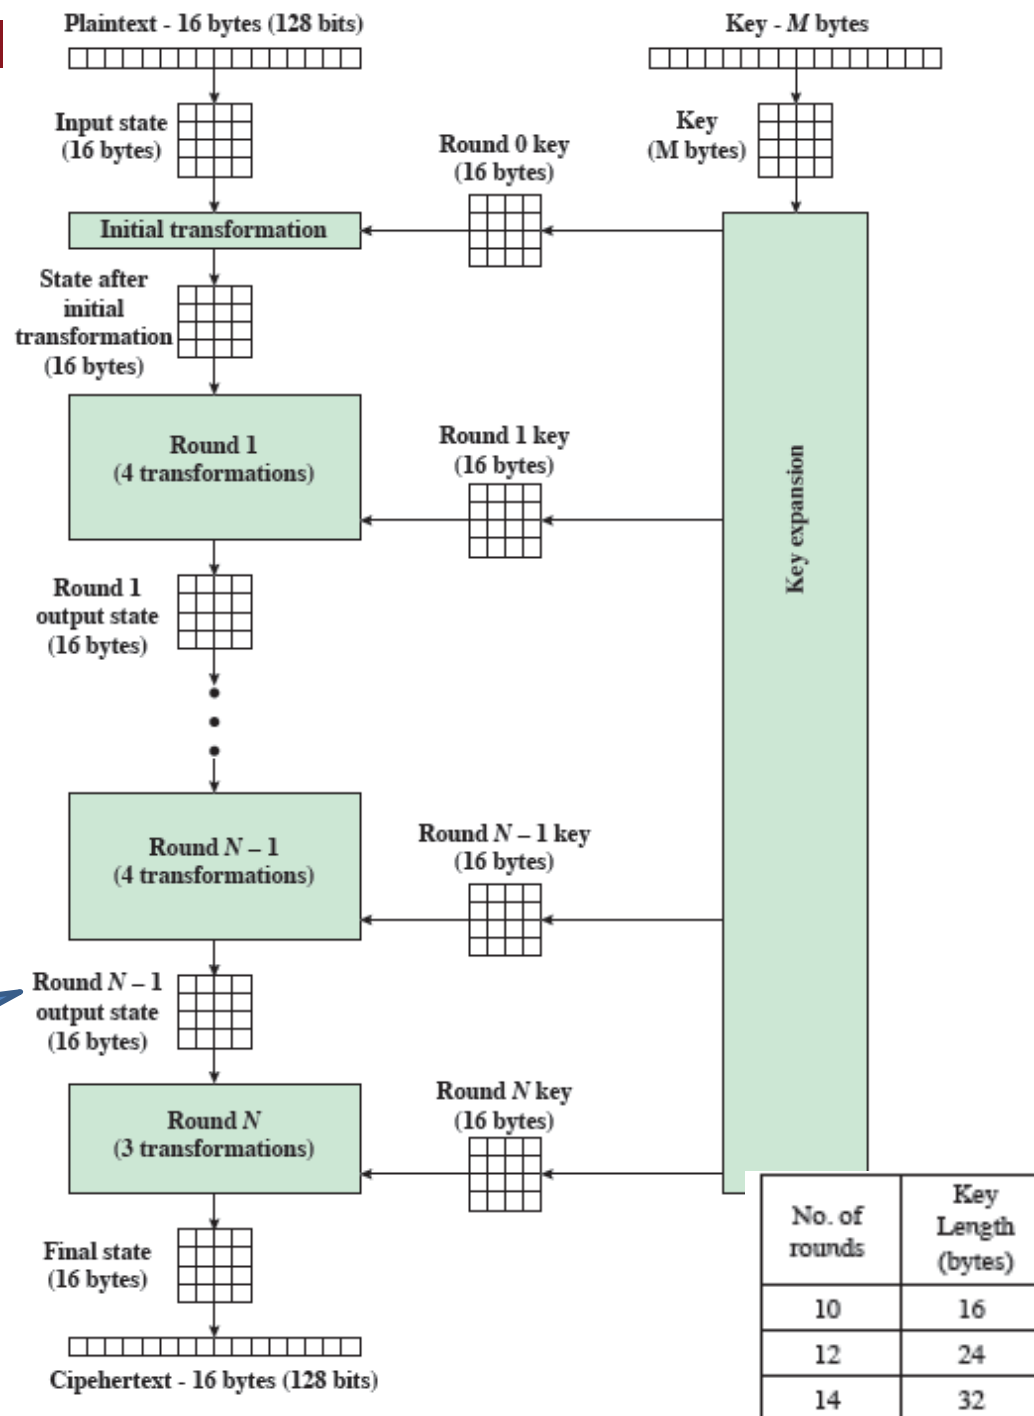 Plaintext - 16 bytes (128 bits)
Key - M bytes
Input state
(16 bytes)
Key
(M bytes)
Round 0 key
(16 bytes)
Initial transformation
State after
initial
transformation
(16 bytes)
Round 1
(4 transformations)
Round 1 key
(16 bytes)
Key expansion
Round 1
output state
(16 bytes)
Round N – 1
(4 transformations)
Round N – 1 key
(16 bytes)
Round N – 1
output state
(16 bytes)
Round N
(3 transformations)
Round N key
(16 bytes)
Final state
(16 bytes)
Cipehertext - 16 bytes (128 bits)
No. of
rounds
Key
Length
(bytes)
10 16
12 24
14 32